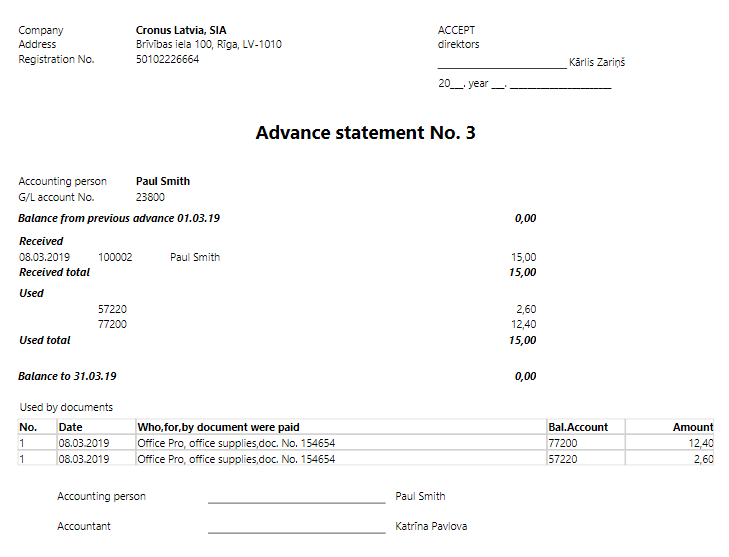 Company Cronus Latvia, SIA ACCEPT
Address Brīvības iela 100, Rīga, LV-1010 direktors
Registration No. 50102226664
_______________________ Kārlis Zariņš
20___, year ___. ___________________
Advance statement No. 3
Accounting person Paul Smith
G/L account No. 23800
Balance from previous advance 01.03.19 0,00
Received
08.03.2019 100002 Paul Smith 15,00
Received total 15,00
Used
57220 2,60
77200 12,40
Used total 15,00
Balance to 31.03.19 0,00
Used by documents
No. Date Who,for,by document were paid Bal.Account Amount
1 08.03.2019 Office Pro, office supplies,doc. No. 154654 77200 12,40
1 08.03.2019 Office Pro, office supplies,doc. No. 154654 57220 2,60
Accounting person Paul Smith
Accountant Katrīna Pavlova